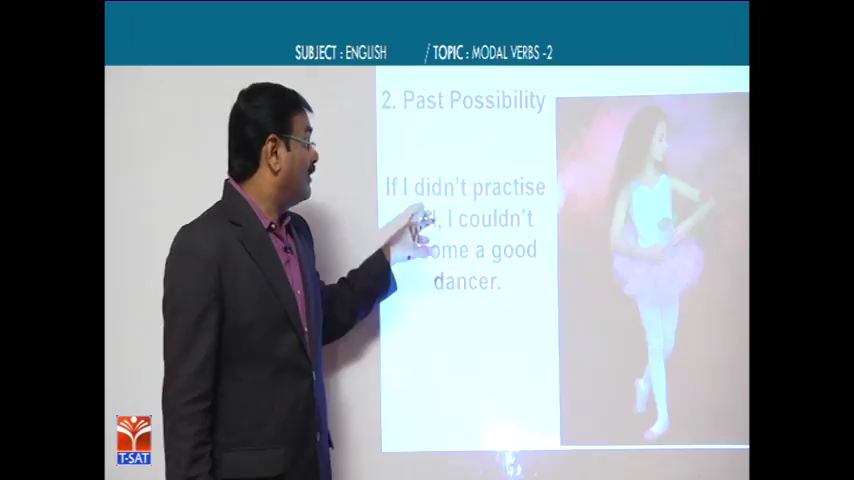 SUBJECT : ENGLISH / TOPIC : MODAL VERBS -2
2. Past Possibility
If I didn't practise
, I couldn't
a good
dancer.
T-SAT